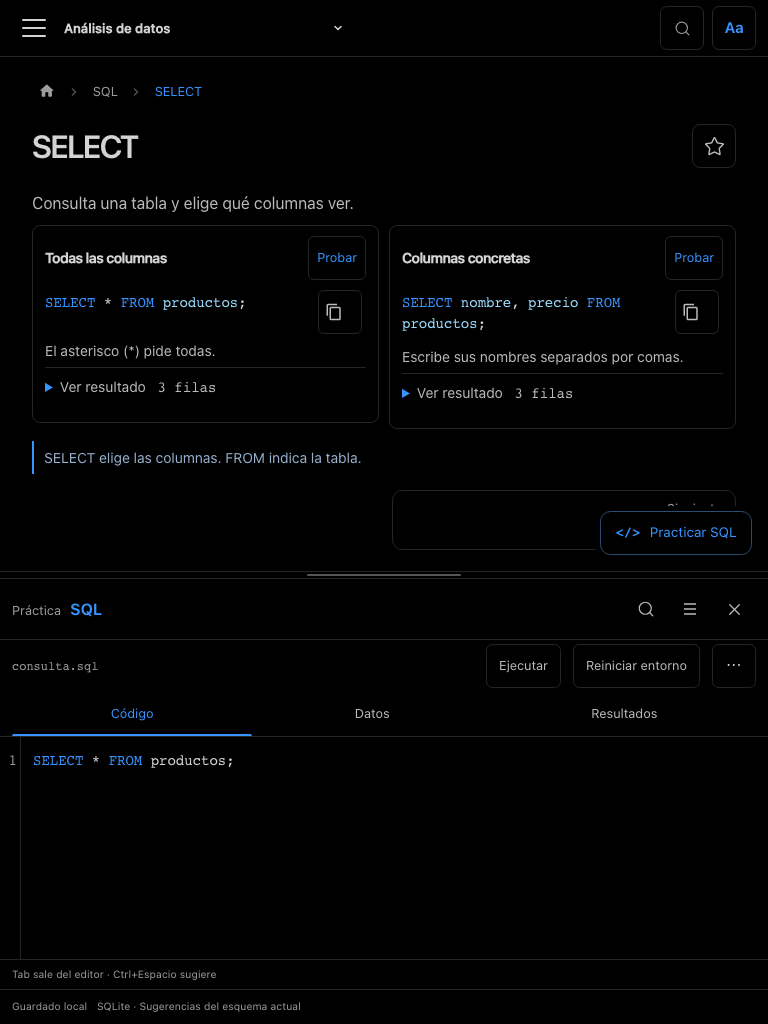 Análisis de datos
Aa
SQL
SELECT
SELECT
Consulta una tabla y elige qué columnas ver.
Todas las columnas
Probar
SELECT * FROM productos;
El asterisco (*) pide todas.
Ver resultado 3 filas
Columnas concretas
Probar
SELECT nombre, precio FROM
productos;
Escribe sus nombres separados por comas.
Ver resultado 3 filas
SELECT elige las columnas. FROM indica la tabla.
</> Practicar SQL
Práctica SQL
consulta.sql
Ejecutar
Reiniciar entorno
...
Código
Datos
Resultados
1 SELECT * FROM productos;
Tab sale del editor · Ctrl+Espacio sugiere
Guardado local SQLite · Sugerencias del esquema actual